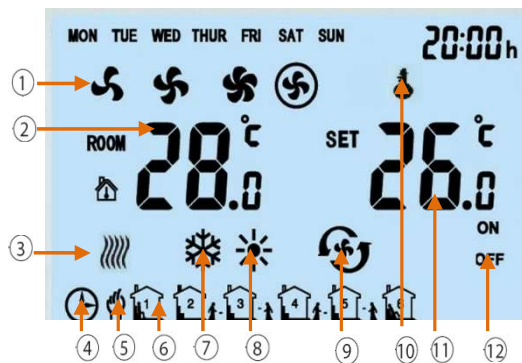 MON TUE WED THUR FRI SAT SUN 20:00h
1
2 ROOM 28.0 °C SET 26.0 °C
ON
3 OFF
1 2 3 4 5 6
4 5 6 7 8 9 10 11 12